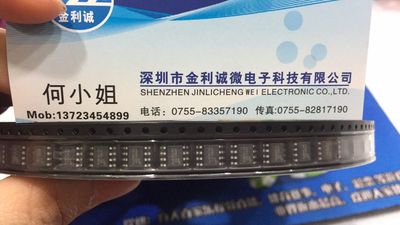 金利诚
深圳市金利诚微电子科技有限公司
SHENZHEN JINLICHENG WEI ELECTRONIC CO.,LTD
何小姐
电话：0755-83357190 传真:0755-82817190
Mob:13723454899